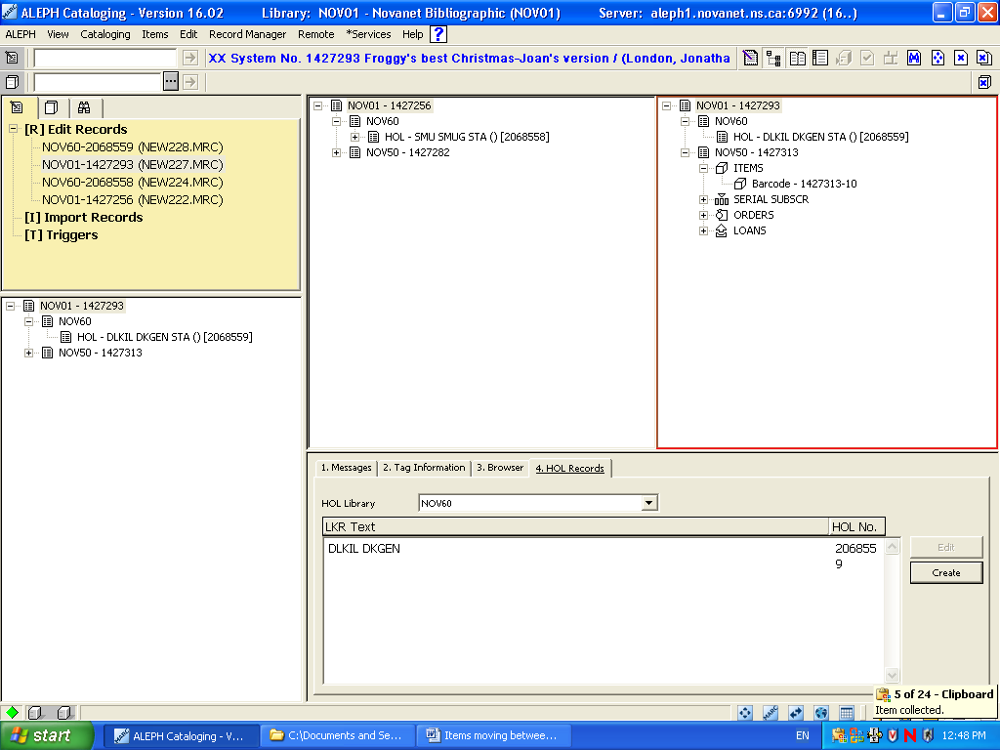 ALEPH Cataloging - Version 16.02 Library: NOV01 - Novanet Bibliographic (NOV01) Server: aleph1.novanet.ns.ca:6992 (16..)
ALEPH View Cataloging Items Edit Record Manager Remote *Services Help ?
XX System No. 1427293 Froggy's best Christmas-Joan's version / (London, Jonatha
...
[R] Edit Records
NOV60-2068559 (NEW228.MRC)
NOV01-1427293 (NEW227.MRC)
NOV60-2068558 (NEW224.MRC)
NOV01-1427256 (NEW222.MRC)
[I] Import Records
[T] Triggers
NOV01 - 1427293
NOV60
HOL - DLKIL DKGEN STA () [2068559]
NOV50 - 1427313
NOV01 - 1427256
NOV60
HOL - SMU SMUG STA () [2068558]
NOV50 - 1427282
NOV01 - 1427293
NOV60
HOL - DLKIL DKGEN STA () [2068559]
NOV50 - 1427313
ITEMS
Barcode - 1427313-10
SERIAL SUBSCR
ORDERS
LOANS
1. Messages 2. Tag Information 3. Browser 4. HOL Records
HOL Library NOV60
LKR Text HOL No.
DLKIL DKGEN 206855
9
Edit
Create
5 of 24 - Clipboard
Item collected.
start ALEPH Cataloging - V... C:\Documents and Se... Items moving betwee... EN 12:48 PM